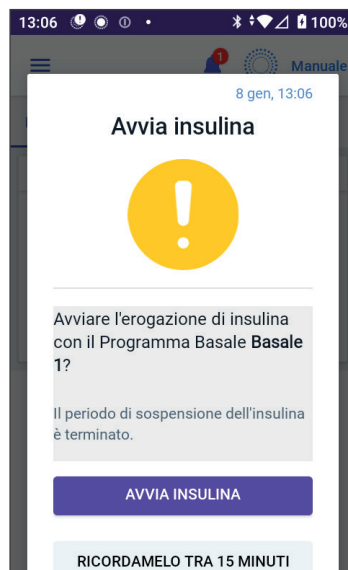 13:06 100%
1 Manuale
8 gen, 13:06
Avvia insulina
Avviare l'erogazione di insulina
con il Programma Basale Basale
1?
Il periodo di sospensione dell'insulina
è terminato.
AVVIA INSULINA
RICORDAMELO TRA 15 MINUTI